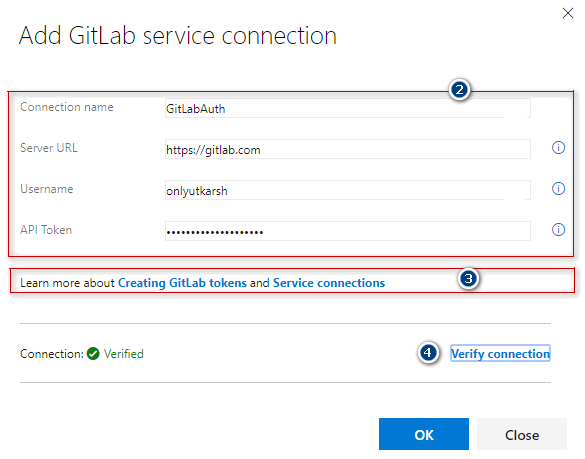 Add GitLab service connection
2
Connection name GitLabAuth
Server URL https://gitlab.com
Username onlyutkarsh
API Token ••••••••••••••••••••
Learn more about Creating GitLab tokens and Service connections 3
Connection: Verified 4 Verify connection
OK Close